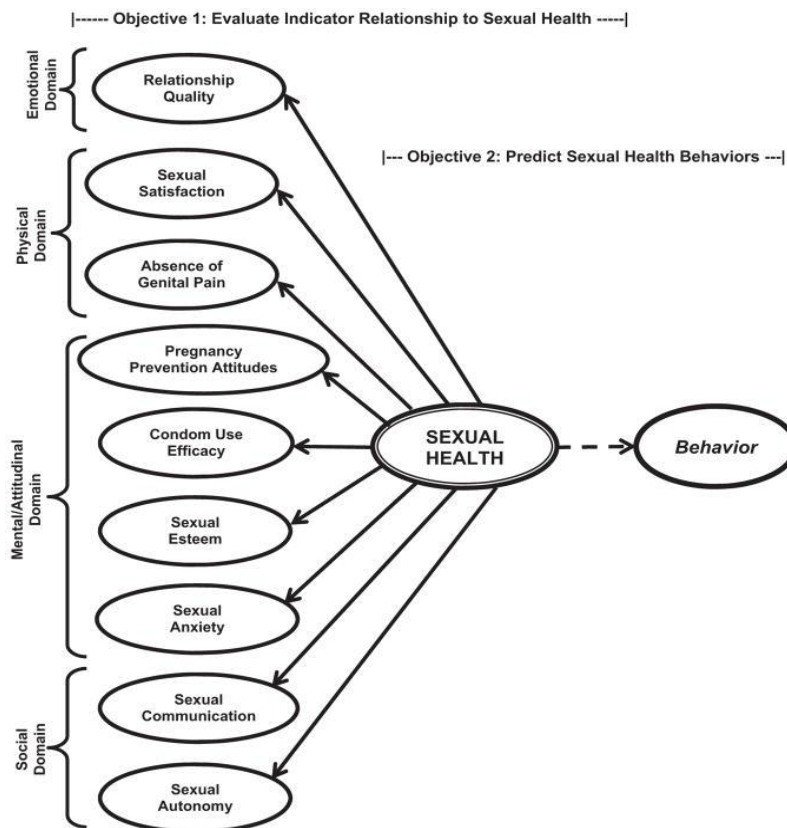 |------ Objective 1: Evaluate Indicator Relationship to Sexual Health -----|
Emotional
Domain
Relationship
Quality
|--- Objective 2: Predict Sexual Health Behaviors ---|
Physical
Domain
Sexual
Satisfaction
Absence of
Genital Pain
Mental/Attitudinal
Domain
Pregnancy
Prevention Attitudes
Condom Use
Efficacy
Sexual
Esteem
Sexual
Anxiety
SEXUAL
HEALTH
Behavior
Social
Domain
Sexual
Communication
Sexual
Autonomy